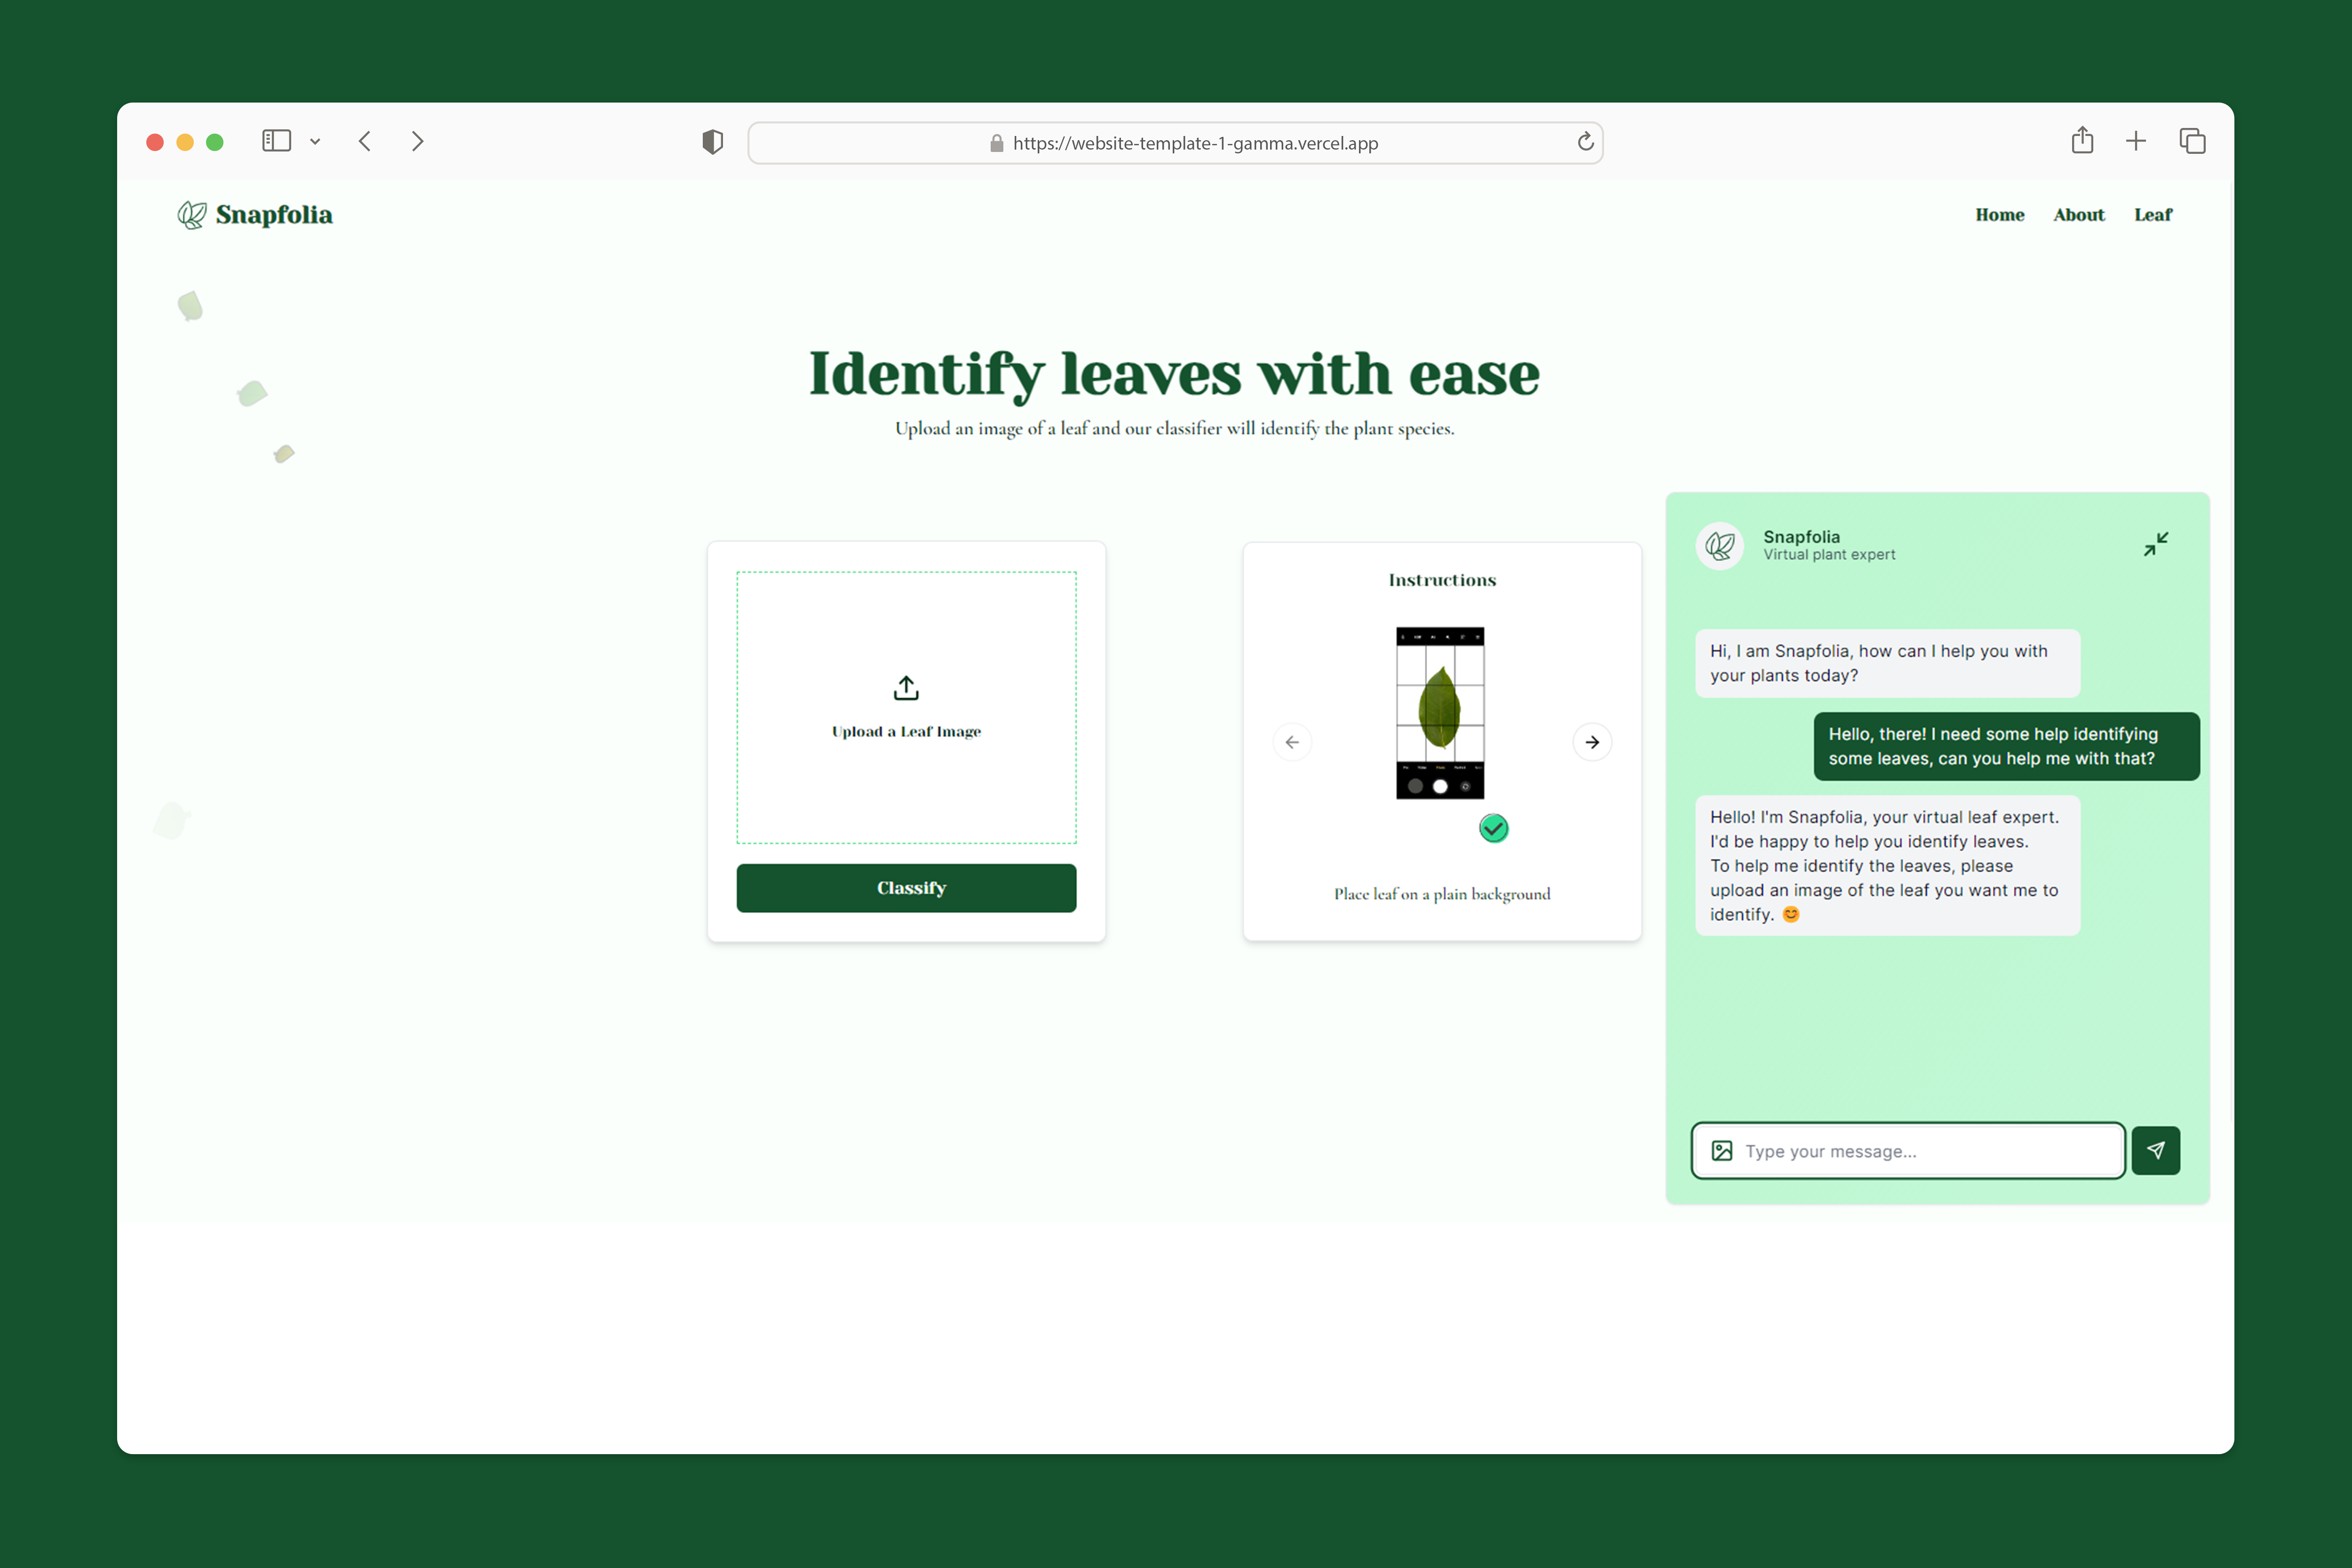 https://website-template-1-gamma.vercel.app
Snapfolia
Home About Leaf
Identify leaves with ease
Upload an image of a leaf and our classifier will identify the plant species.
Upload a Leaf Image
Classify
Instructions
Place leaf on a plain background
Snapfolia
Virtual plant expert
Hi, I am Snapfolia, how can I help you with
your plants today?
Hello, there! I need some help identifying
some leaves, can you help me with that?
Hello! I'm Snapfolia, your virtual leaf expert.
I'd be happy to help you identify leaves.
To help me identify the leaves, please
upload an image of the leaf you want me to
identify. 😊
Type your message...